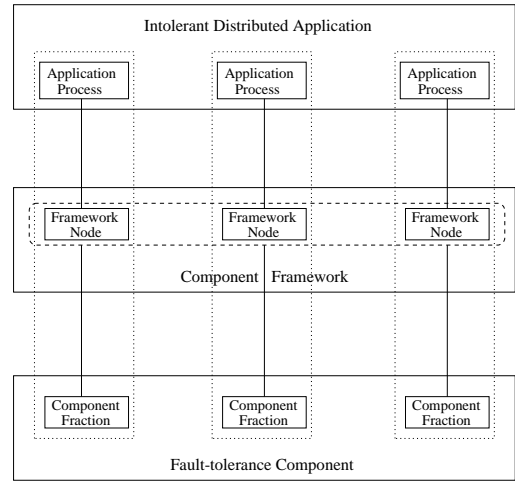 Intolerant Distributed Application
Application
Process
Application
Process
Application
Process
Framework
Node
Framework
Node
Framework
Node
Component Framework
Component
Fraction
Component
Fraction
Component
Fraction
Fault-tolerance Component